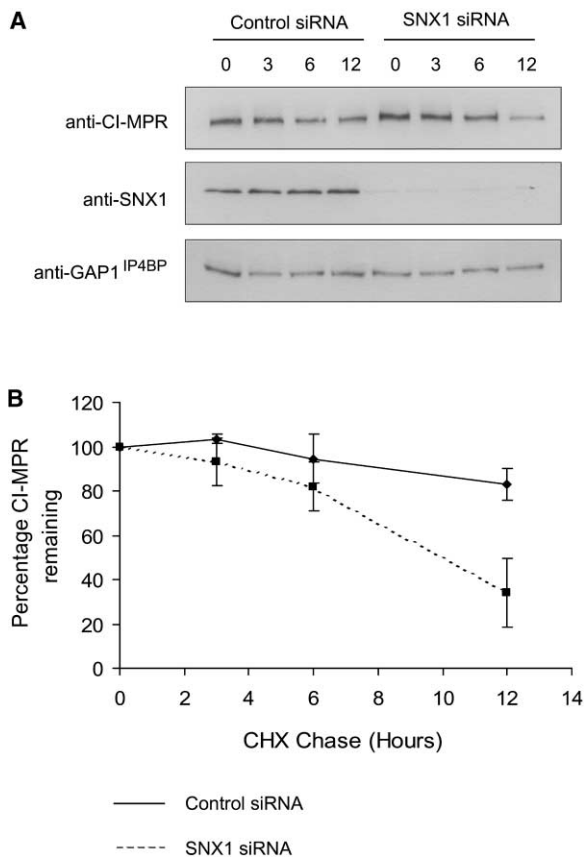 A
Control siRNA SNX1 siRNA
0 3 6 12 0 3 6 12
anti-CI-MPR
anti-SNX1
anti-GAP1 IP4BP
B
120
100
80
60
40
20
0
Percentage CI-MPR
remaining
0 2 4 6 8 10 12 14
CHX Chase (Hours)
Control siRNA
SNX1 siRNA